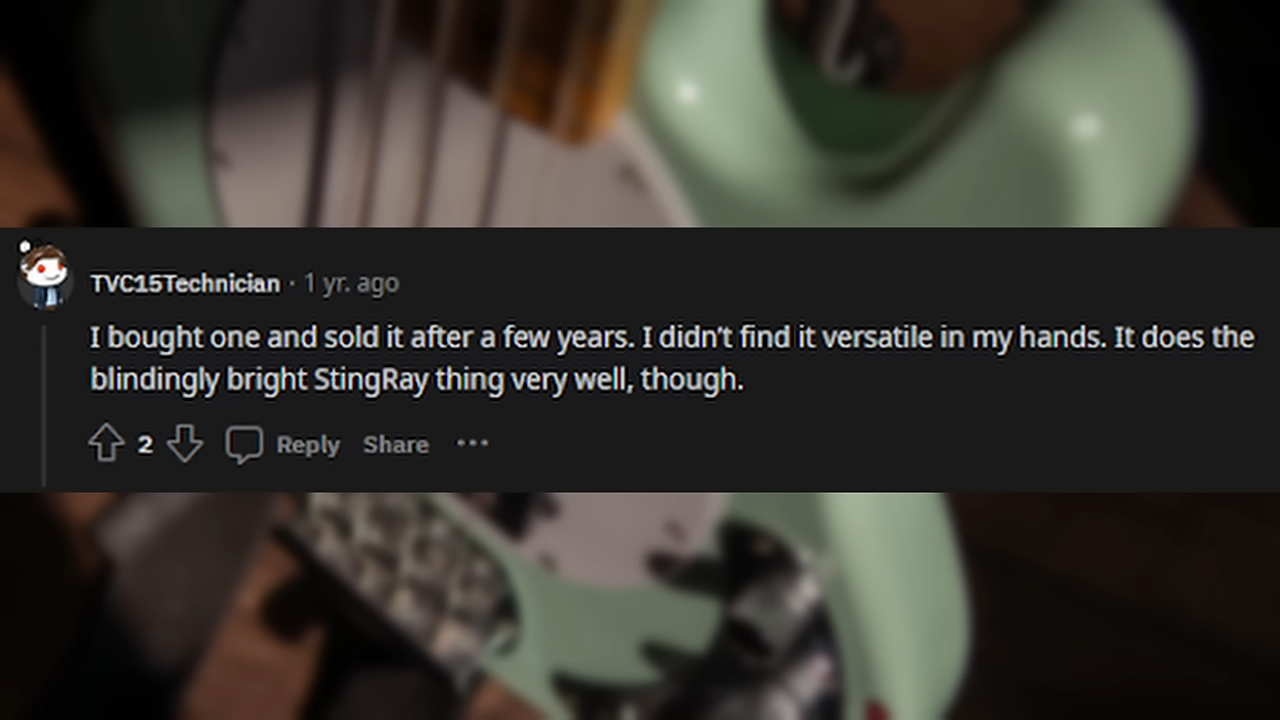 TVC15Technician · 1 yr. ago
I bought one and sold it after a few years. I didn't find it versatile in my hands. It does the
blindingly bright StingRay thing very well, though.
2 Reply Share ···